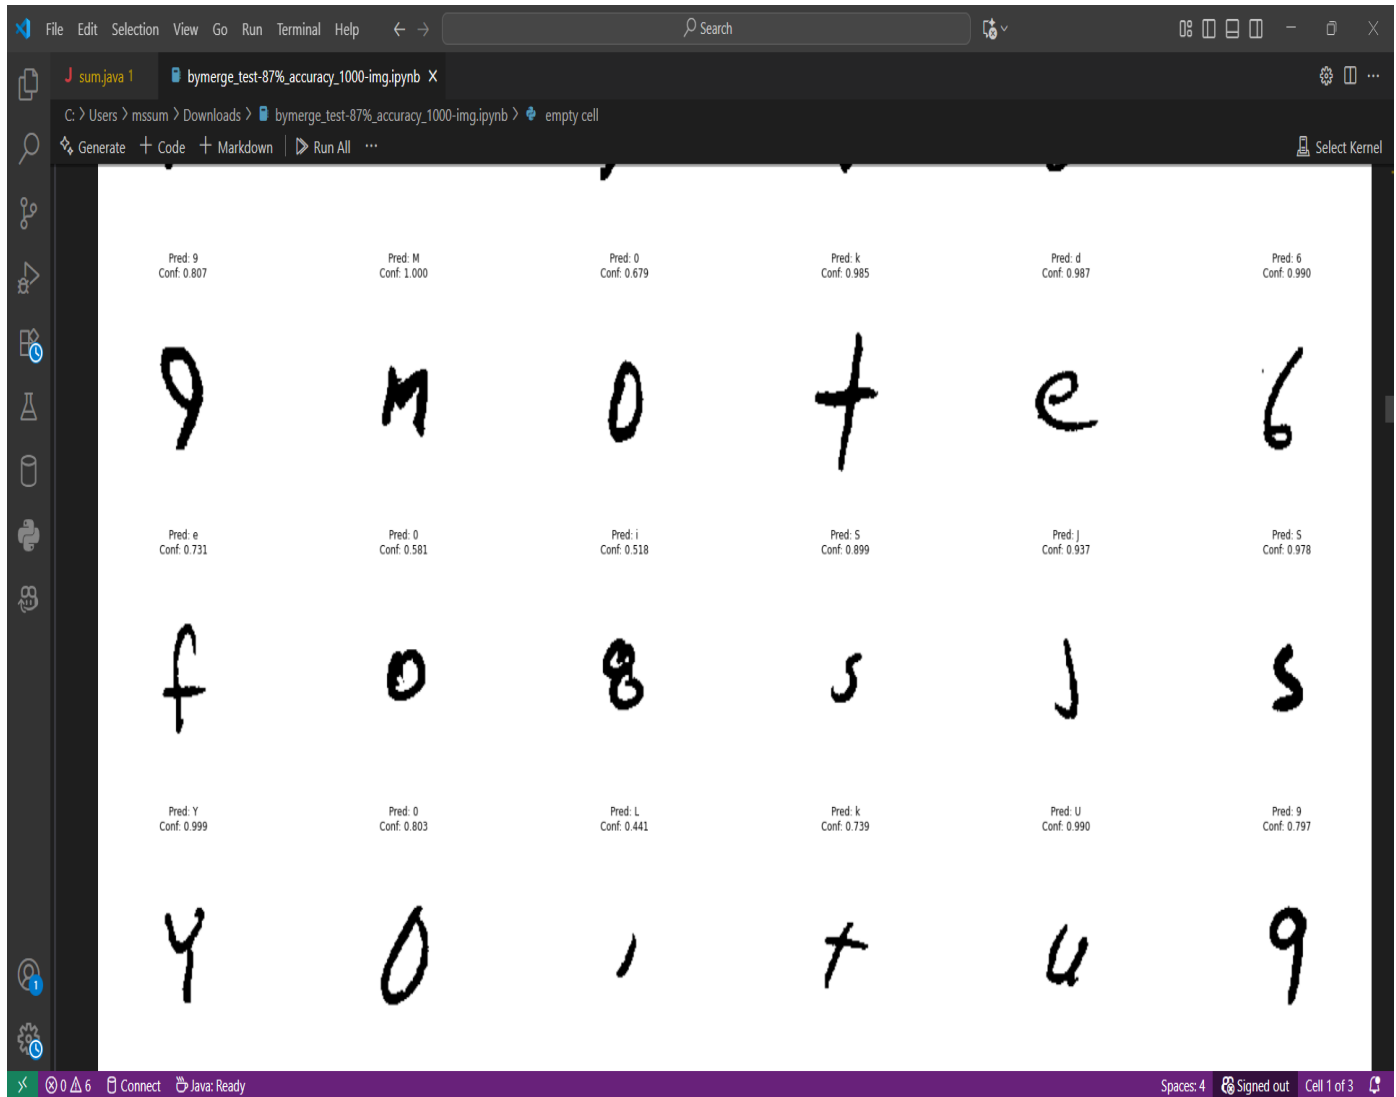 File Edit Selection View Go Run Terminal Help Search
J sum.java 1 bymerge_test-87%_accuracy_1000-img.ipynb
C: > Users > mssum > Downloads > bymerge_test-87%_accuracy_1000-img.ipynb > empty cell
Generate + Code + Markdown Run All ... Select Kernel
Pred: 9 Pred: M Pred: 0 Pred: k Pred: d Pred: 6
Conf: 0.807 Conf: 1.000 Conf: 0.679 Conf: 0.985 Conf: 0.987 Conf: 0.990
9 M 0 t e 6
Pred: e Pred: 0 Pred: i Pred: S Pred: J Pred: S
Conf: 0.731 Conf: 0.581 Conf: 0.518 Conf: 0.899 Conf: 0.937 Conf: 0.978
f o g s J s
Pred: Y Pred: 0 Pred: L Pred: k Pred: U Pred: 9
Conf: 0.999 Conf: 0.803 Conf: 0.441 Conf: 0.739 Conf: 0.990 Conf: 0.797
Y 0 , t u 9
1
0 6 Connect Java: Ready Spaces: 4 Signed out Cell 1 of 3